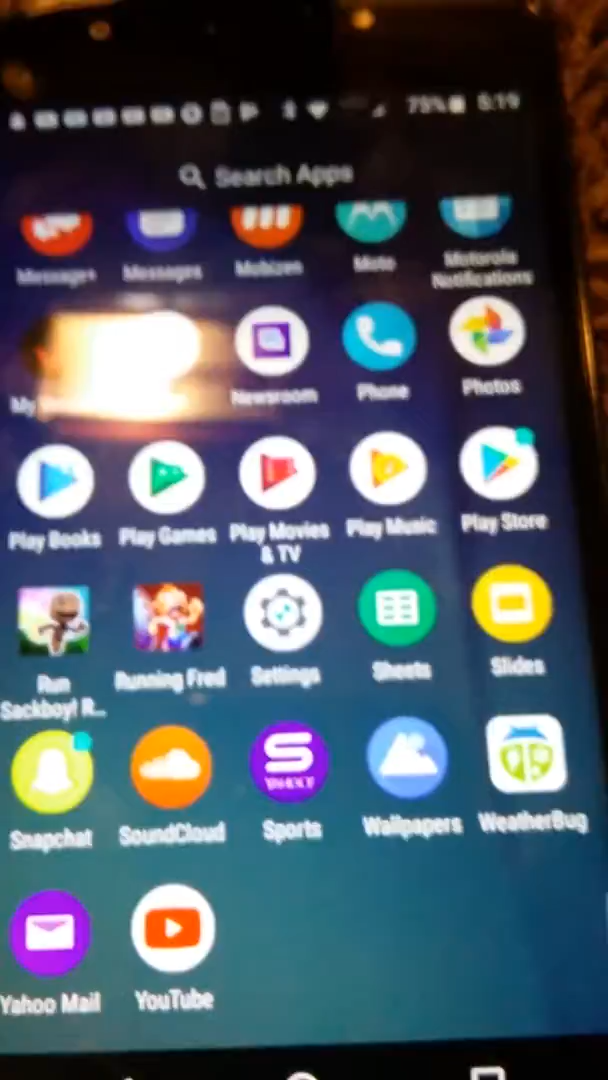 75% 5:19
Search Apps
Messages Messages Mobizen Moto Motorola
Notifications
My Newsroom Phone Photos
Play Books Play Games Play Movies Play Music Play Store
& TV
Run Running Fred Settings Sheets Slides
Sackboy! R...
S
YAHOO!
Snapchat SoundCloud Sports Wallpapers WeatherBug
Yahoo Mail YouTube